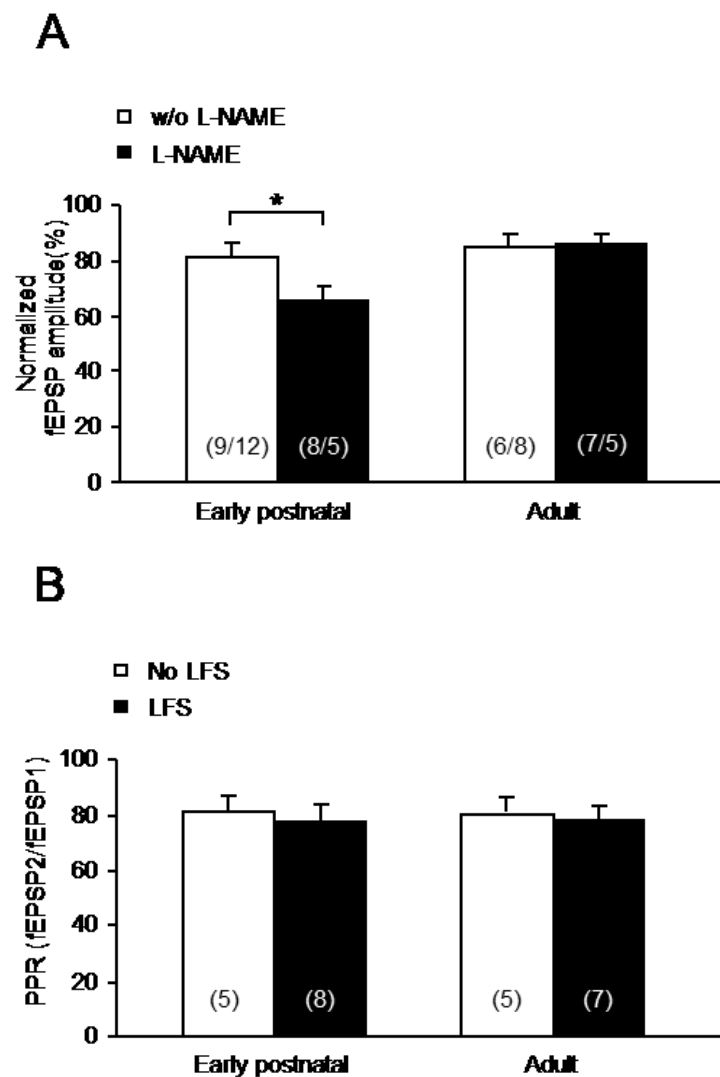 A
w/o L-NAME
L-NAME
*
Normalized
fEPSP amplitude(%)
100
80
60
40
20
0
(9/12) (8/5) (6/8) (7/5)
Early postnatal Adult
B
No LFS
LFS
PPR (fEPSP2/fEPSP1)
100
80
60
40
20
0
(5) (8) (5) (7)
Early postnatal Adult